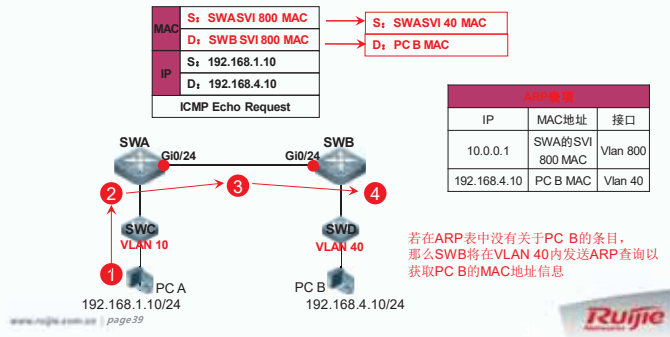 MAC
S：SWASVI 800 MAC
D：SWB SVI 800 MAC
S：SWASVI 40 MAC
D：PC B MAC
IP
S：192.168.1.10
D：192.168.4.10
ICMP Echo Request
ARP表项
IP MAC地址 接口
10.0.0.1 SWA的SVI 800 MAC Vlan 800
192.168.4.10 PC B MAC Vlan 40
SWA
Gi0/24
Gi0/24
SWB
2
3
4
SWC
VLAN 10
SWD
VLAN 40
1
PC A
192.168.1.10/24
PC B
192.168.4.10/24
若在ARP表中没有关于PC B的条目，
那么SWB将在VLAN 40内发送ARP查询以
获取PC B的MAC地址信息
www.ruijie.com.cn | page39
Ruijie
Networks